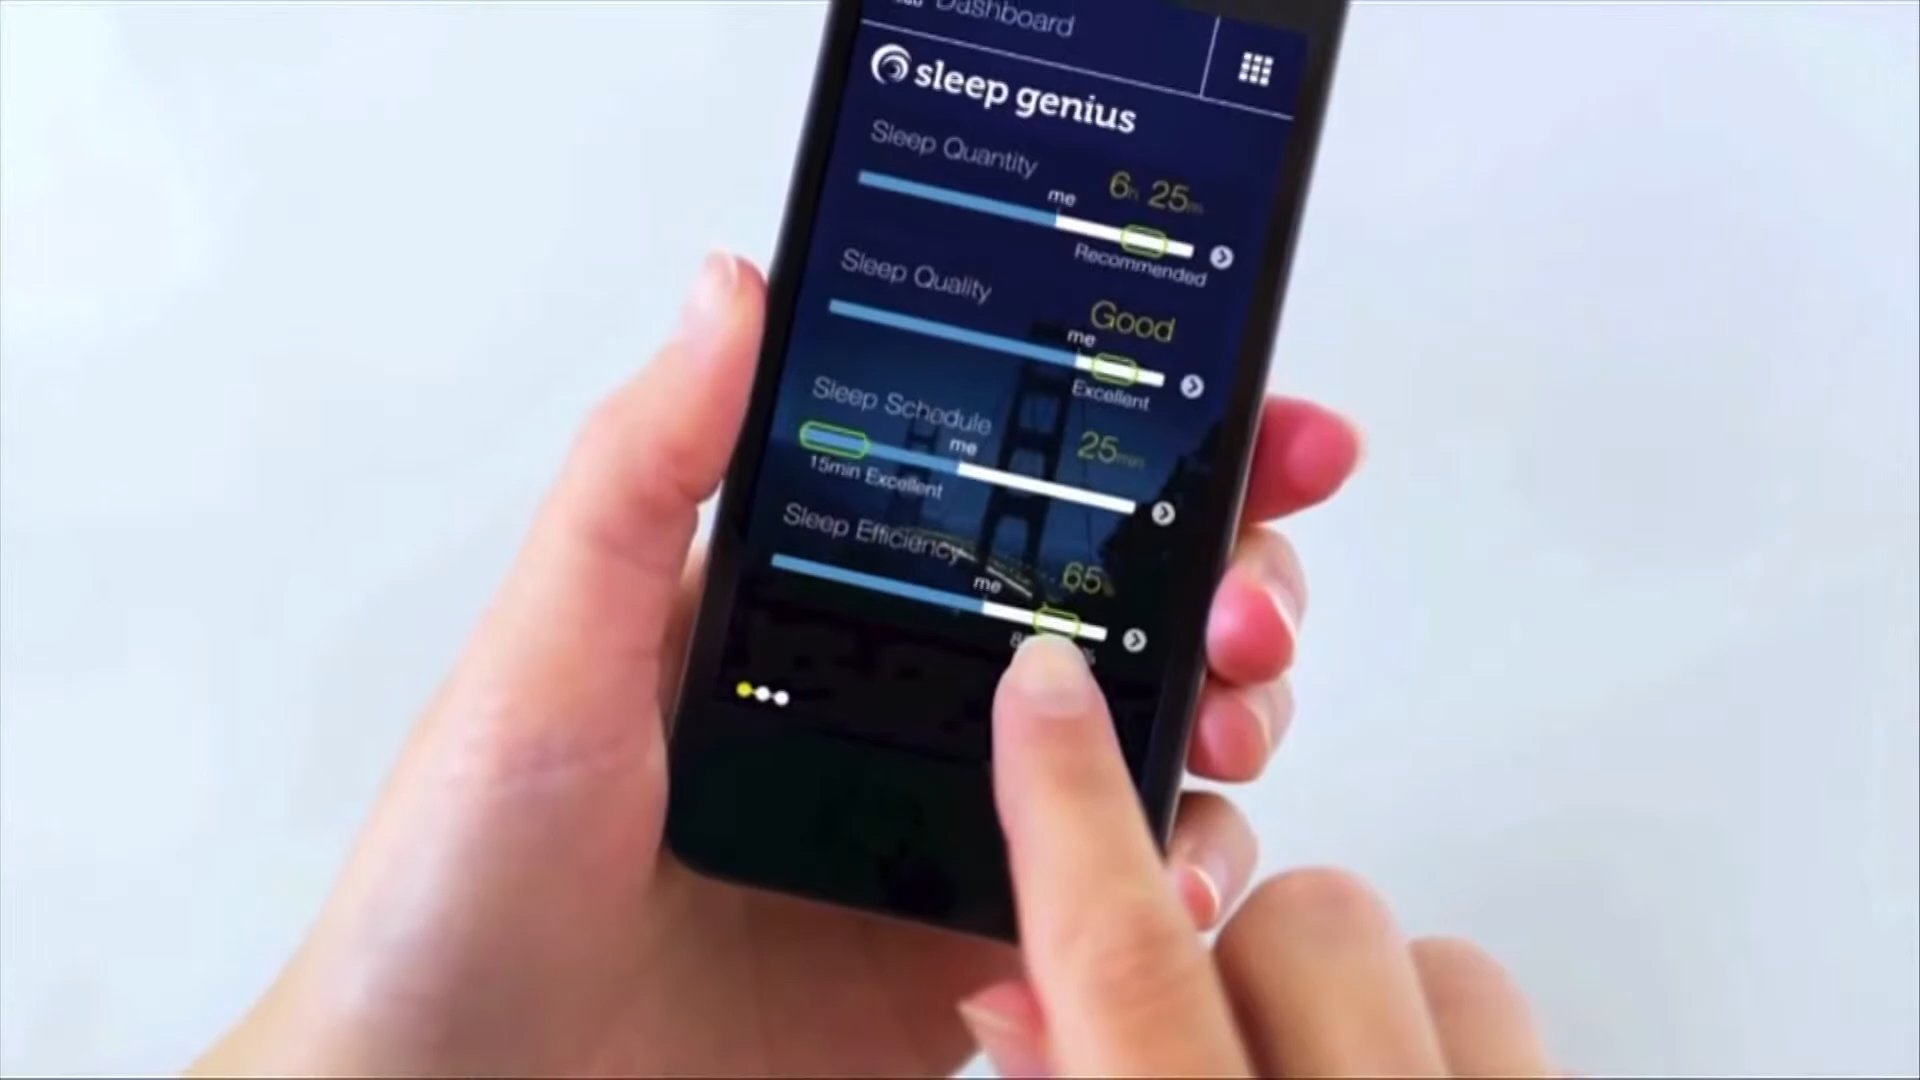 Dashboard
sleep genius
Sleep Quantity
me
6h 25m
Recommended
Sleep Quality
Good
me
Excellent
Sleep Schedule
me
25min
15min Excellent
Sleep Efficiency
me
65%